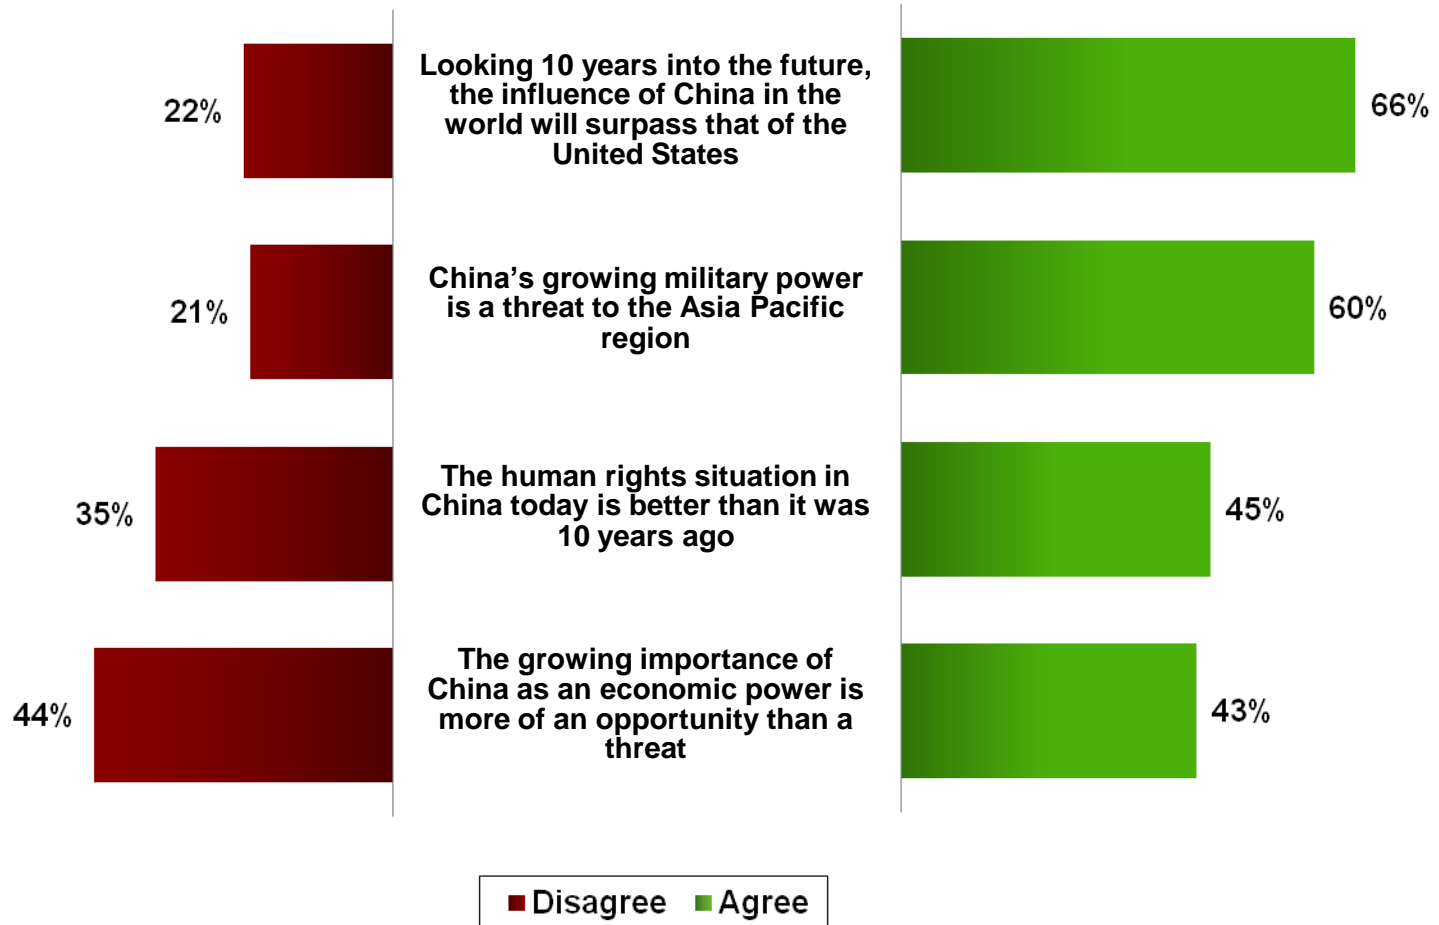 22%
Looking 10 years into the future,
the influence of China in the
world will surpass that of the
United States
66%
21%
China’s growing military power
is a threat to the Asia Pacific
region
60%
35%
The human rights situation in
China today is better than it was
10 years ago
45%
44%
The growing importance of
China as an economic power is
more of an opportunity than a
threat
43%
Disagree Agree